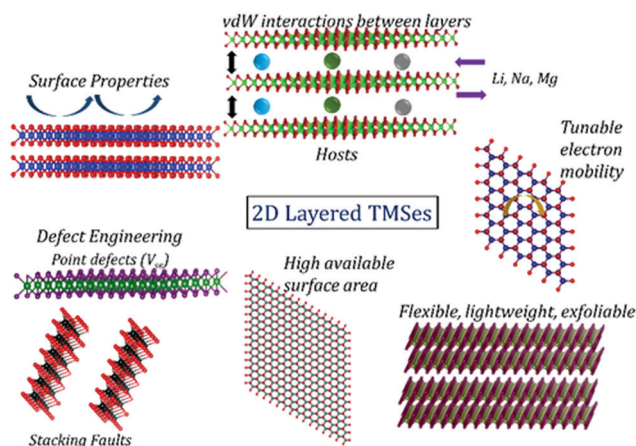 vdW interactions between layers
Surface Properties
Li, Na, Mg
Hosts
Tunable
electron
mobility
2D Layered TMSes
Defect Engineering
Point defects (Vse)
High available
surface area
Flexible, lightweight, exfoliable
Stacking Faults